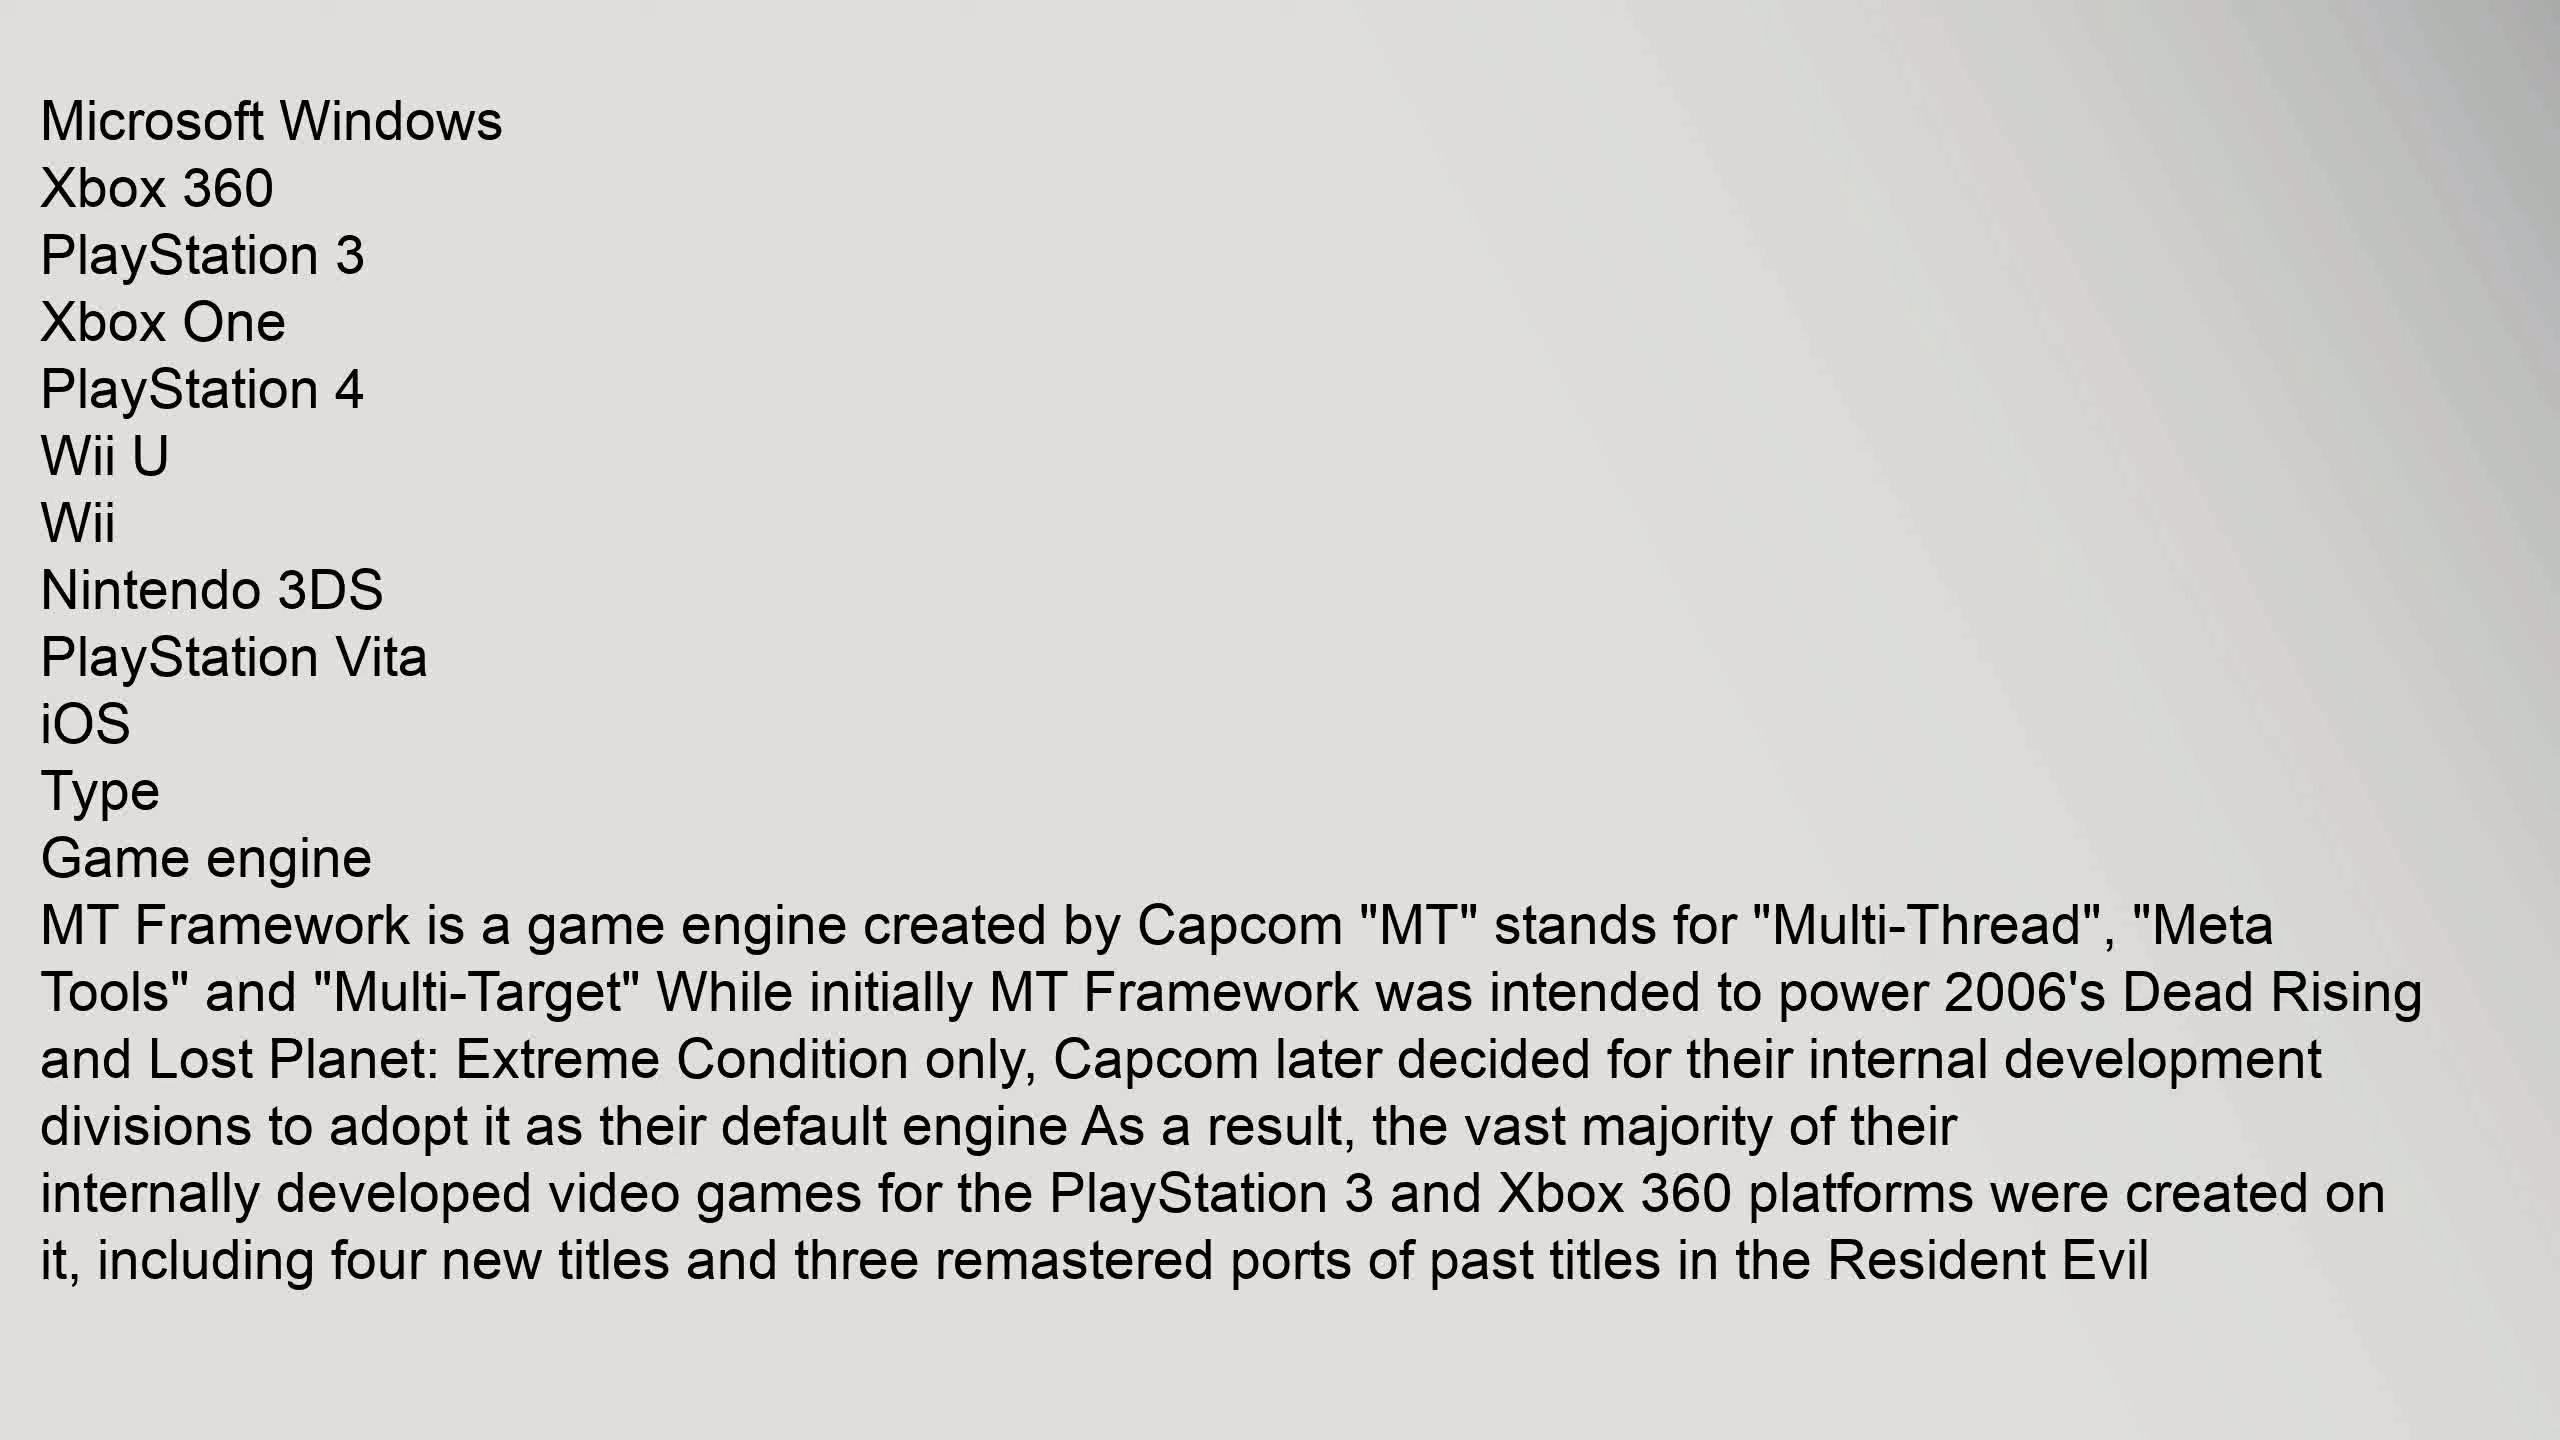 Microsoft Windows
Xbox 360
PlayStation 3
Xbox One
PlayStation 4
Wii U
Wii
Nintendo 3DS
PlayStation Vita
iOS
Type
Game engine
MT Framework is a game engine created by Capcom "MT" stands for "Multi-Thread", "Meta
Tools" and "Multi-Target" While initially MT Framework was intended to power 2006's Dead Rising
and Lost Planet: Extreme Condition only, Capcom later decided for their internal development
divisions to adopt it as their default engine As a result, the vast majority of their
internally developed video games for the PlayStation 3 and Xbox 360 platforms were created on
it, including four new titles and three remastered ports of past titles in the Resident Evil